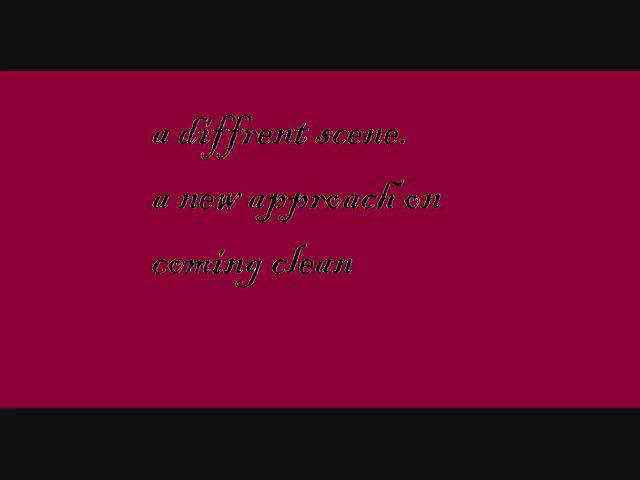 a diffrent scene.
a new approach on
coming clean